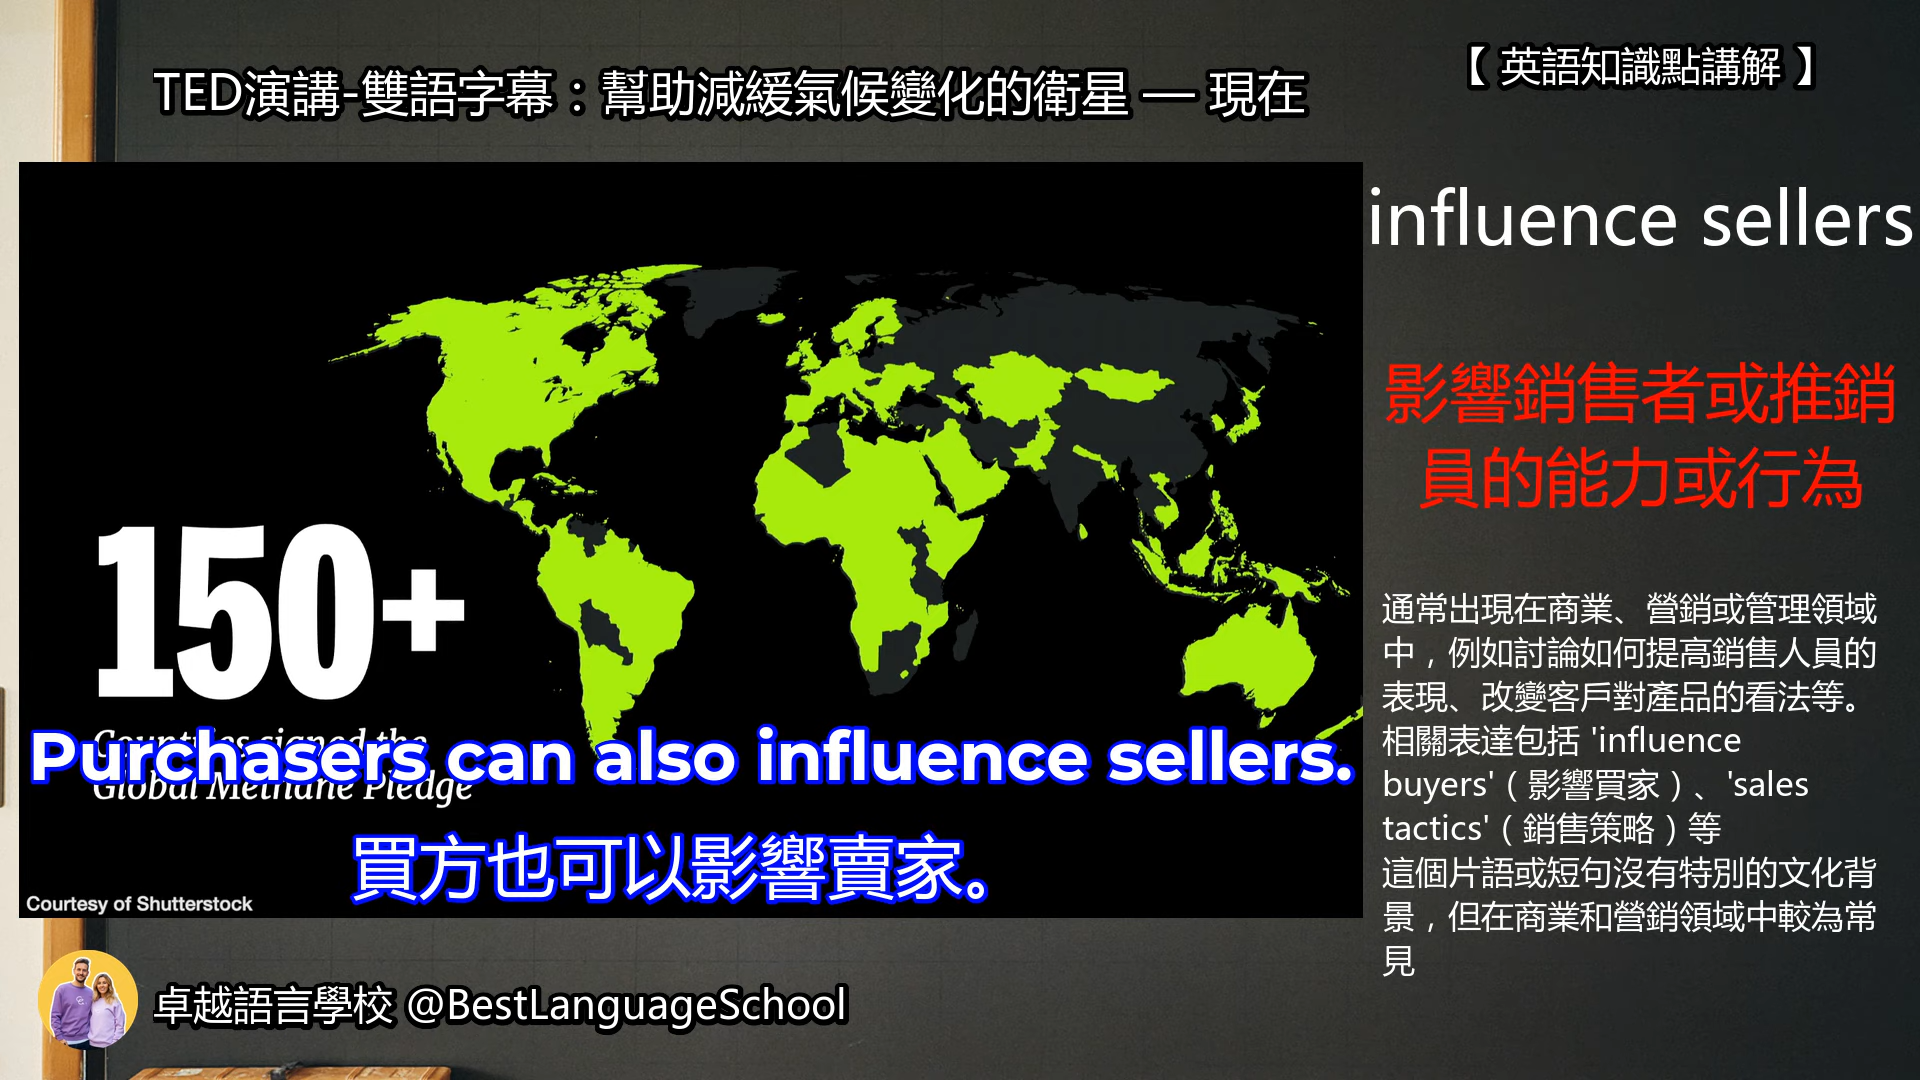 TED演講-雙語字幕：幫助減緩氣候變化的衛星 — 現在
【 英語知識點講解 】
influence sellers
影響銷售者或推銷
員的能力或行為
通常出現在商業、營銷或管理領域
中，例如討論如何提高銷售人員的
表現、改變客戶對產品的看法等。
相關表達包括 'influence
buyers'（影響買家）、'sales
tactics'（銷售策略）等
這個片語或短句沒有特別的文化背
景，但在商業和營銷領域中較為常
見
150+
Countries signed the
Global Methane Pledge
Purchasers can also influence sellers.
買方也可以影響賣家。
Courtesy of Shutterstock
卓越語言學校 @BestLanguageSchool